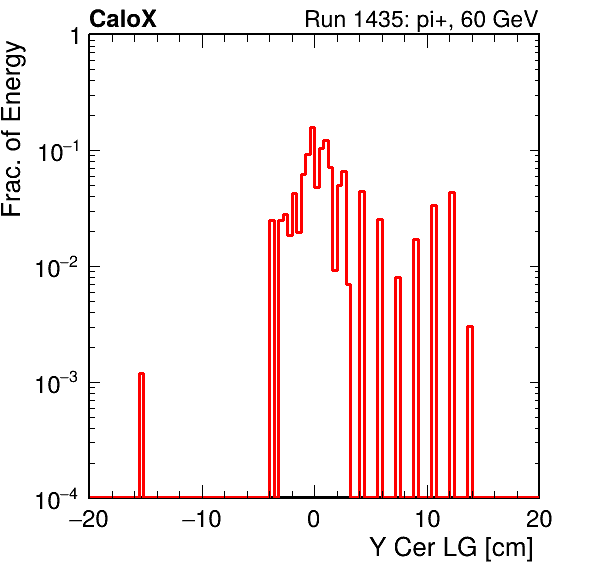 CaloX Run 1435: pi+, 60 GeV
Frac. of Energy
1
10⁻¹
10⁻²
10⁻³
10⁻⁴
−20 −10 0 10 20
Y Cer LG [cm]